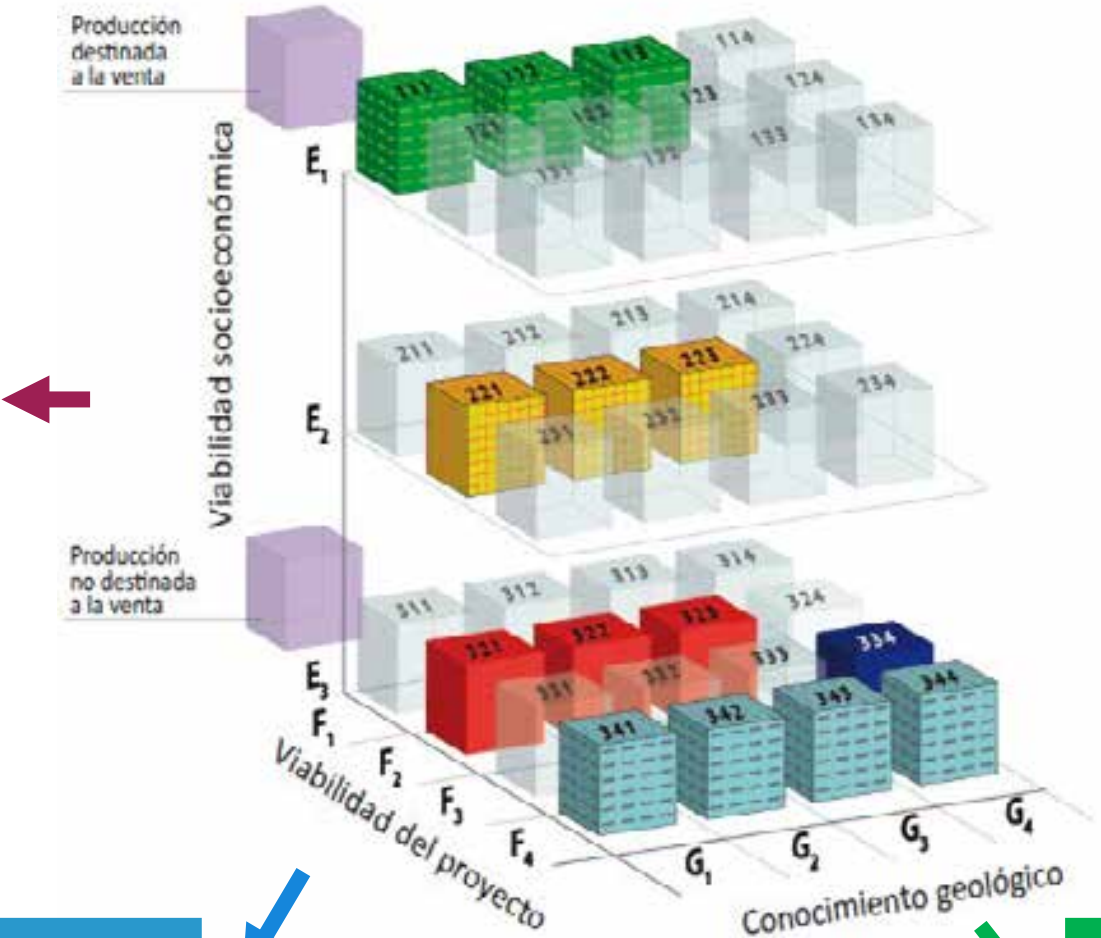 Producción
destinada
a la venta
Viabilidad socioeconómica
E₁
111 112 113 114
121 122 123 124
131 132 133 134
E₂
211 212 213 214
221 222 223 224
231 232 233 234
Producción
no destinada
a la venta
E₃
311 312 313 314
321 322 323 324
331 332 333 334
341 342 343 344
F₁
F₂
F₃
F₄
Viabilidad del proyecto
G₁
G₂
G₃
G₄
Conocimiento geológico